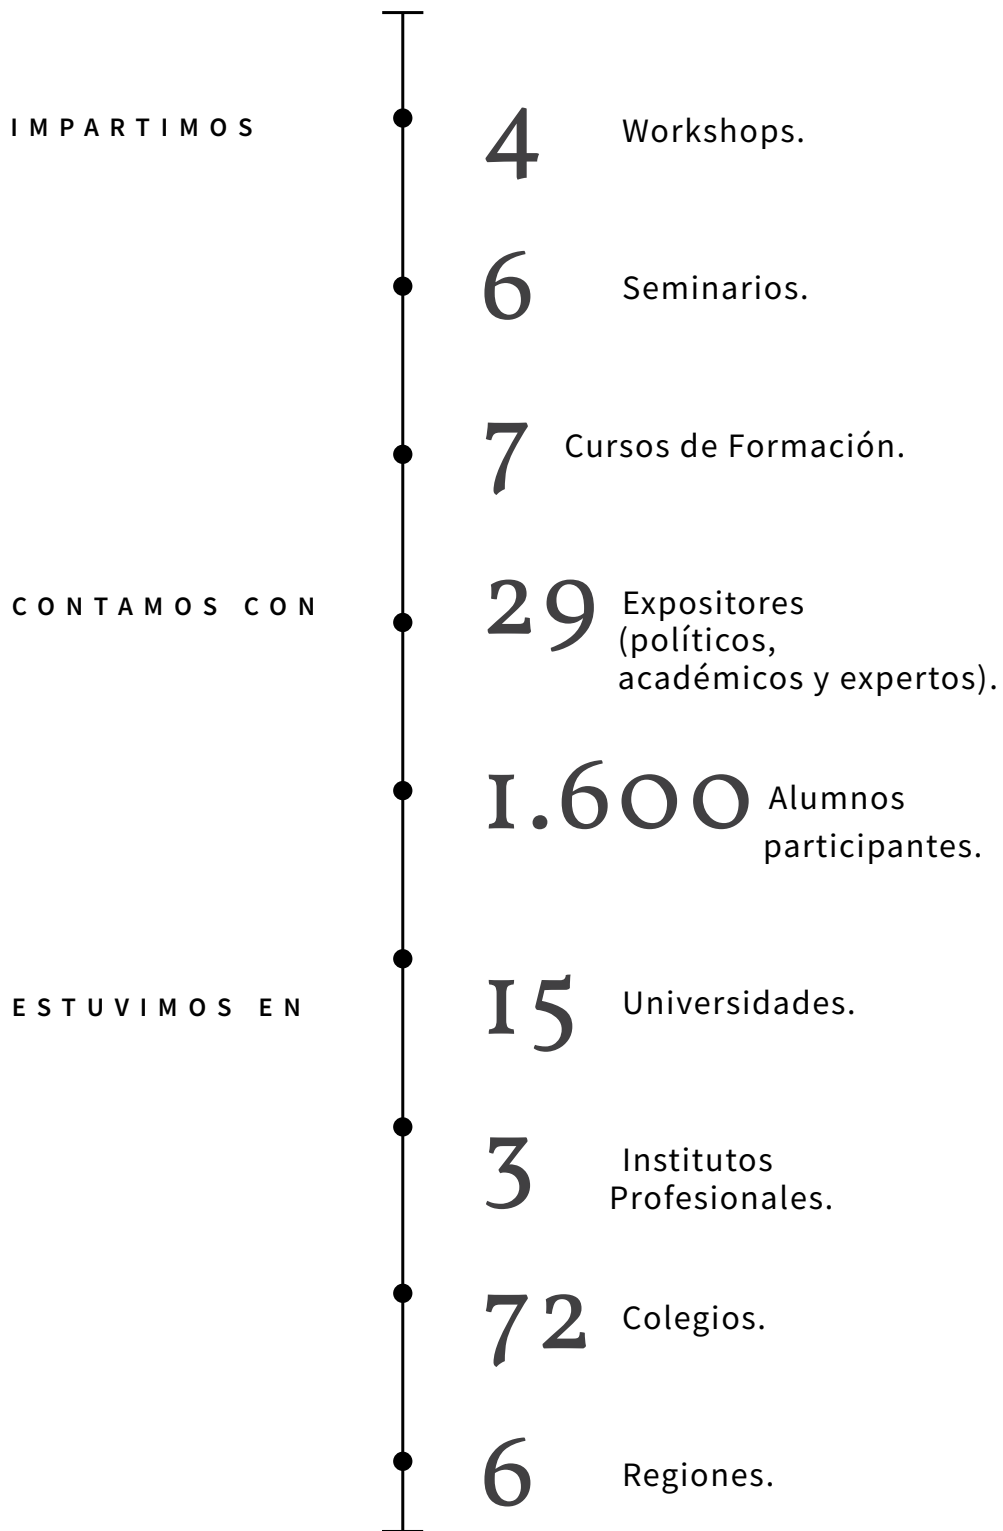 IMPARTIMOS
4 Workshops.
6 Seminarios.
7 Cursos de Formación.
CONTAMOS CON
29 Expositores
(políticos,
académicos y expertos).
1.600 Alumnos
participantes.
ESTUVIMOS EN
15 Universidades.
3 Institutos
Profesionales.
72 Colegios.
6 Regiones.